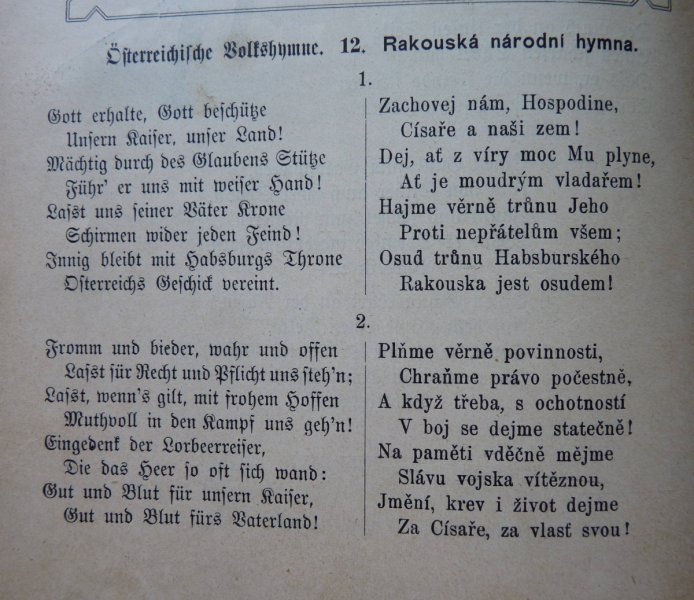 Österreichische Volkshymne. 12. Rakouská národní hymna.
1.
Gott erhalte, Gott beschütze
Unsern Kaiser, unser Land!
Mächtig durch des Glaubens Stütze
Führ' er uns mit weiser Hand!
Lasst uns seiner Väter Krone
Schirmen wider jeden Feind!
Innig bleibt mit Habsburgs Throne
Österreichs Geschick vereint.
Zachovej nám, Hospodine,
Císaře a naši zem!
Dej, ať z víry moc Mu plyne,
Ať je moudrým vladařem!
Hajme věrně trůnu Jeho
Proti nepřátelům všem;
Osud trůnu Habsburského
Rakouska jest osudem!
2.
Fromm und bieder, wahr und offen
Lasst für Recht und Pflicht uns steh'n;
Lasst, wenn's gilt, mit frohem Hoffen
Muthvoll in den Kampf uns geh'n!
Eingedenk der Lorbeerreiser,
Die das Heer so oft sich wand:
Gut und Blut für unsern Kaiser,
Gut und Blut fürs Vaterland!
Plňme věrně povinnosti,
Chraňme právo počestně,
A když třeba, s ochotností
V boj se dejme statečně!
Na paměti vděčně mějme
Slávu vojska vítěznou,
Jmění, krev i život dejme
Za Císaře, za vlasť svou!